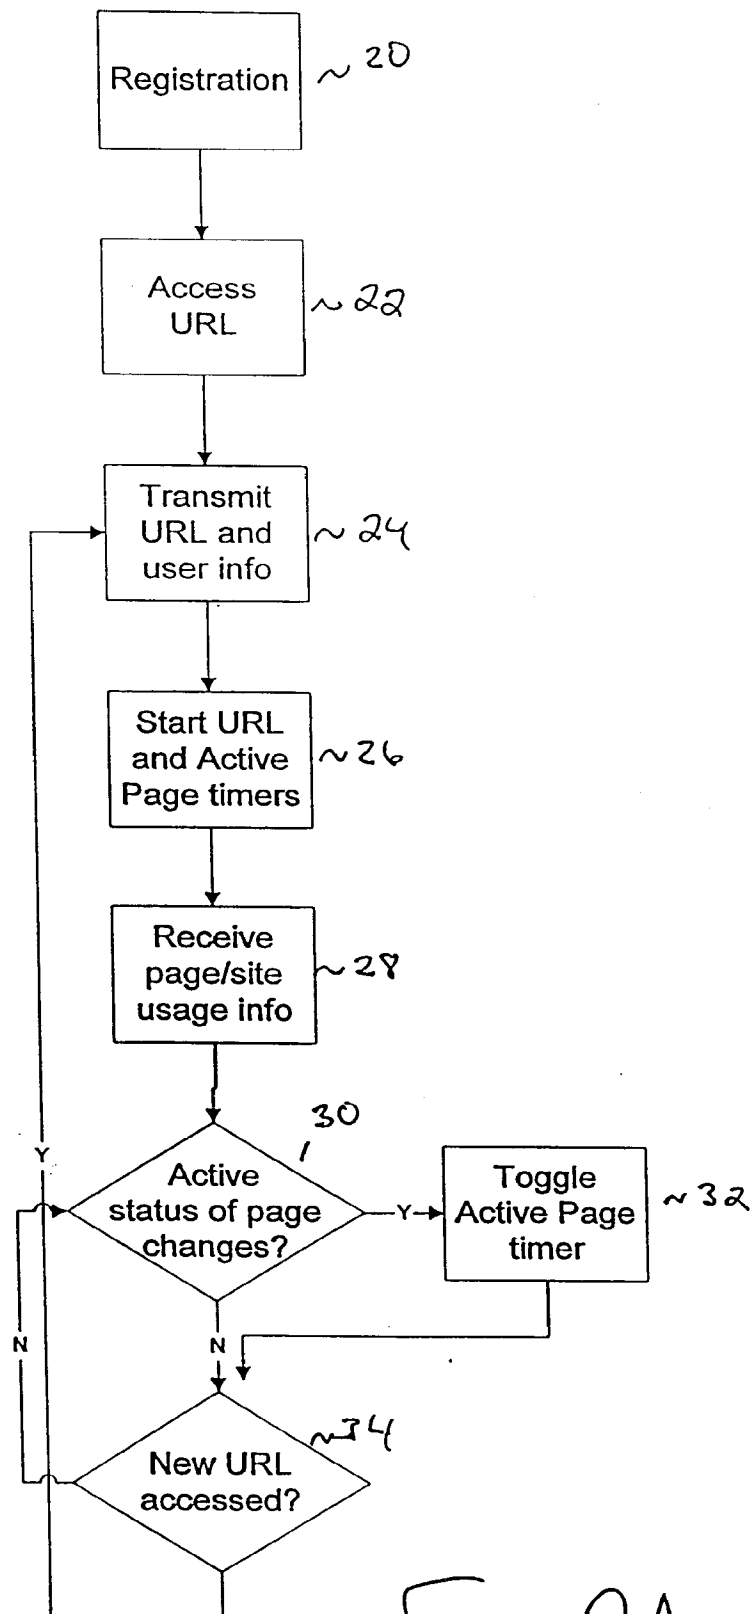 Registration ~ 20
Access
URL
~ 22
Transmit
URL and
user info
~ 24
Start URL
and Active
Page timers
~ 26
Receive
page/site
usage info
~ 28
30
Active
status of page
changes?
Y
Y
Toggle
Active Page
timer
~ 32
N
N
New URL
accessed?
~ 34